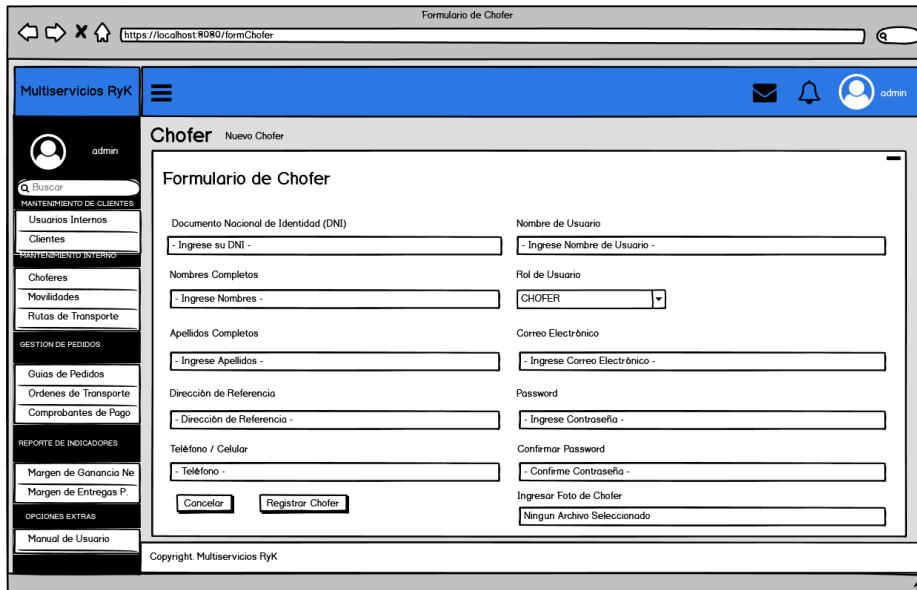 Formulario de Chofer
https://localhost:8080/formChofer
Multiservicios RyK
admin
admin
Buscar
MANTENIMIENTO DE CLIENTES
Usuarios Internos
Clientes
MANTENIMIENTO INTERNO
Choferes
Movilidades
Rutas de Transporte
GESTION DE PEDIDOS
Guias de Pedidos
Ordenes de Transporte
Comprobantes de Pago
REPORTE DE INDICADORES
Margen de Ganancia Ne
Margen de Entregas P.
OPCIONES EXTRAS
Manual de Usuario
Chofer Nuevo Chofer
Formulario de Chofer
Documento Nacional de Identidad (DNI)
- Ingrese su DNI -
Nombres Completos
- Ingrese Nombres -
Apellidos Completos
- Ingrese Apellidos -
Dirección de Referencia
- Dirección de Referencia -
Teléfono / Celular
- Teléfono -
Cancelar
Registrar Chofer
Nombre de Usuario
- Ingrese Nombre de Usuario -
Rol de Usuario
CHOFER
Correo Electrónico
- Ingrese Correo Electrónico -
Password
- Ingrese Contraseña -
Confirmar Password
- Confirme Contraseña -
Ingresar Foto de Chofer
Ningun Archivo Seleccionado
Copyright. Multiservicios RyK